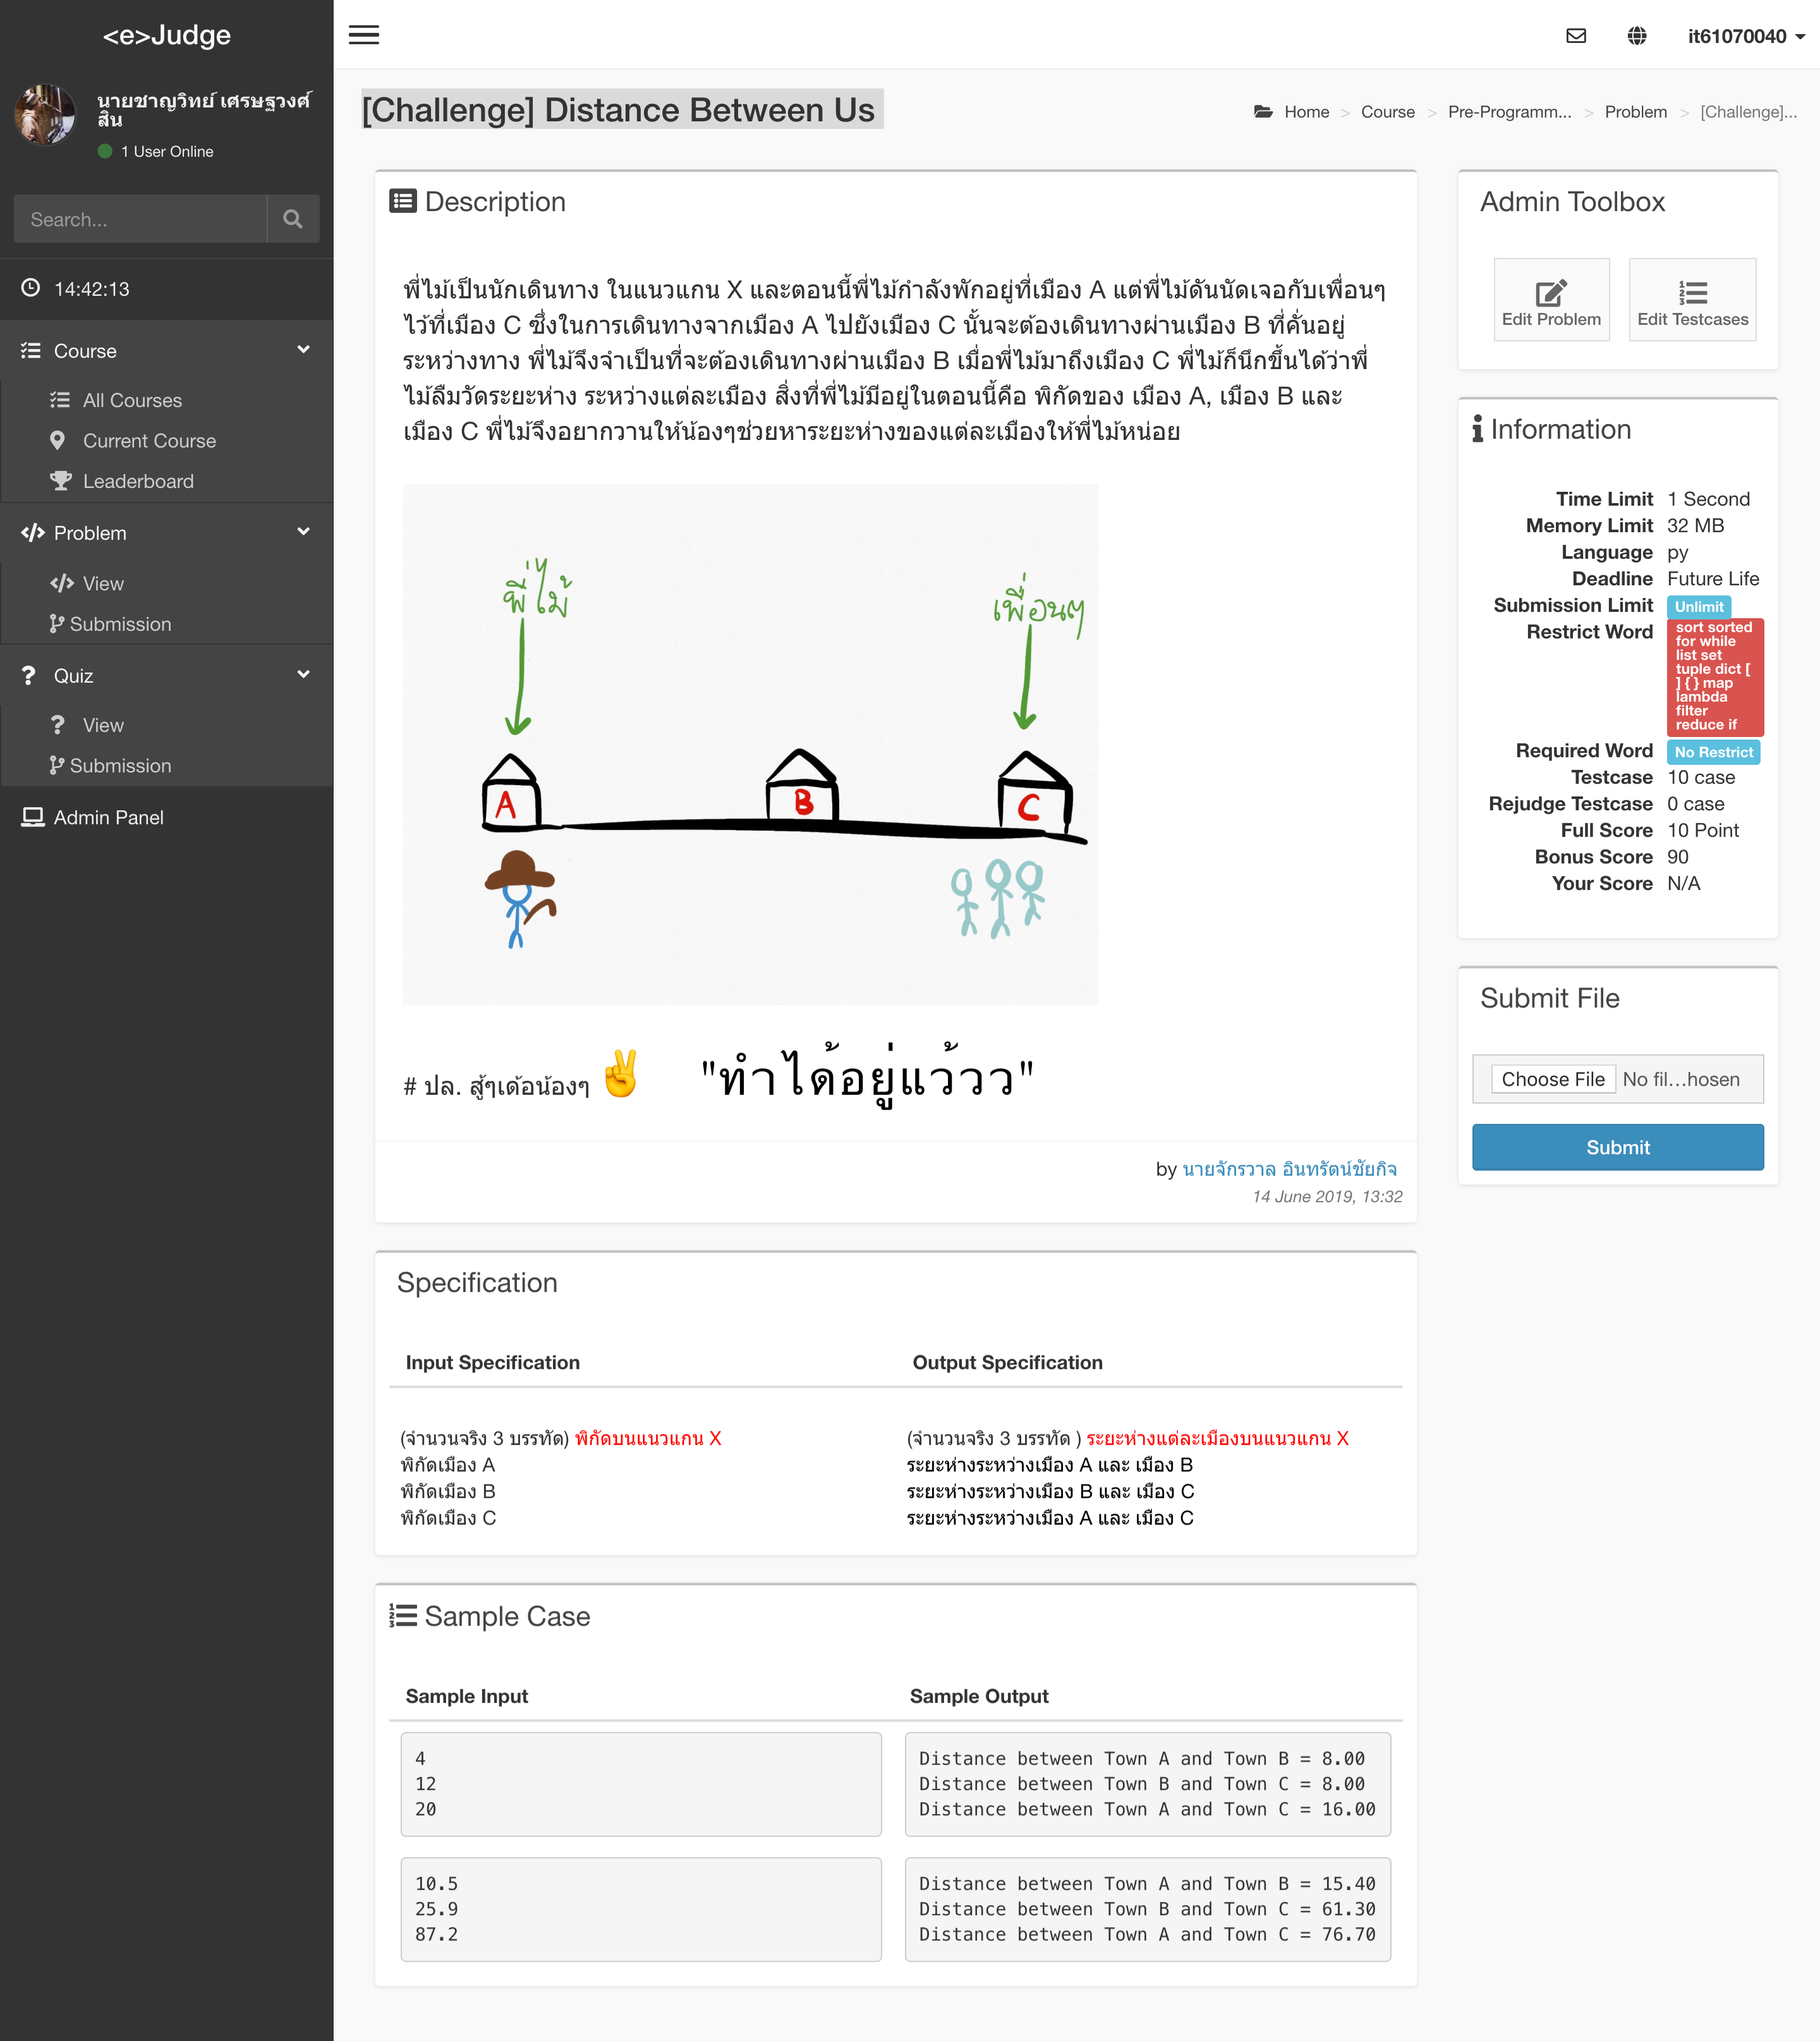 <e>Judge
it61070040
นายชาญวิทย์ เศรษฐวงศ์
สิน
1 User Online
Search...
14:42:13
Course
All Courses
Current Course
Leaderboard
Problem
View
Submission
Quiz
View
Submission
Admin Panel
[Challenge] Distance Between Us
Home > Course > Pre-Programm... > Problem > [Challenge]...
Description
พี่ไม้เป็นนักเดินทาง ในแนวแกน X และตอนนี้พี่ไม้กำลังพักอยู่ที่เมือง A แต่พี่ไม้ดันนัดเจอกับเพื่อนๆ
ไว้ที่เมือง C ซึ่งในการเดินทางจากเมือง A ไปยังเมือง C นั้นจะต้องเดินทางผ่านเมือง B ที่คั่นอยู่
ระหว่างทาง พี่ไม้จึงจำเป็นที่จะต้องเดินทางผ่านเมือง B เมื่อพี่ไม้มาถึงเมือง C พี่ไม้ก็นึกขึ้นได้ว่าพี่
ไม้ลืมวัดระยะห่าง ระหว่างแต่ละเมือง สิ่งที่พี่ไม้มีอยู่ในตอนนี้คือ พิกัดของ เมือง A, เมือง B และ
เมือง C พี่ไม้จึงอยากวานให้น้องๆช่วยหาระยะห่างของแต่ละเมืองให้พี่ไม้หน่อย
พี่ไม้
เพื่อนๆ
A
B
C
# ปล. สู้ๆเด้อน้องๆ ✌ "ทำได้อยู่แว้วว"
by นายจักรวาล อินทรัตน์ชัยกิจ
14 June 2019, 13:32
Specification
Input Specification
(จำนวนจริง 3 บรรทัด) พิกัดบนแนวแกน X
พิกัดเมือง A
พิกัดเมือง B
พิกัดเมือง C
Output Specification
(จำนวนจริง 3 บรรทัด ) ระยะห่างแต่ละเมืองบนแนวแกน X
ระยะห่างระหว่างเมือง A และ เมือง B
ระยะห่างระหว่างเมือง B และ เมือง C
ระยะห่างระหว่างเมือง A และ เมือง C
Sample Case
Sample Input
Sample Output
4
12
20
Distance between Town A and Town B = 8.00
Distance between Town B and Town C = 8.00
Distance between Town A and Town C = 16.00
10.5
25.9
87.2
Distance between Town A and Town B = 15.40
Distance between Town B and Town C = 61.30
Distance between Town A and Town C = 76.70
Admin Toolbox
Edit Problem
Edit Testcases
Information
Time Limit 1 Second
Memory Limit 32 MB
Language py
Deadline Future Life
Submission Limit Unlimit
Restrict Word sort sorted
for while
list set
tuple dict [
] { } map
lambda
filter
reduce if
Required Word No Restrict
Testcase 10 case
Rejudge Testcase 0 case
Full Score 10 Point
Bonus Score 90
Your Score N/A
Submit File
Choose File No fil...hosen
Submit